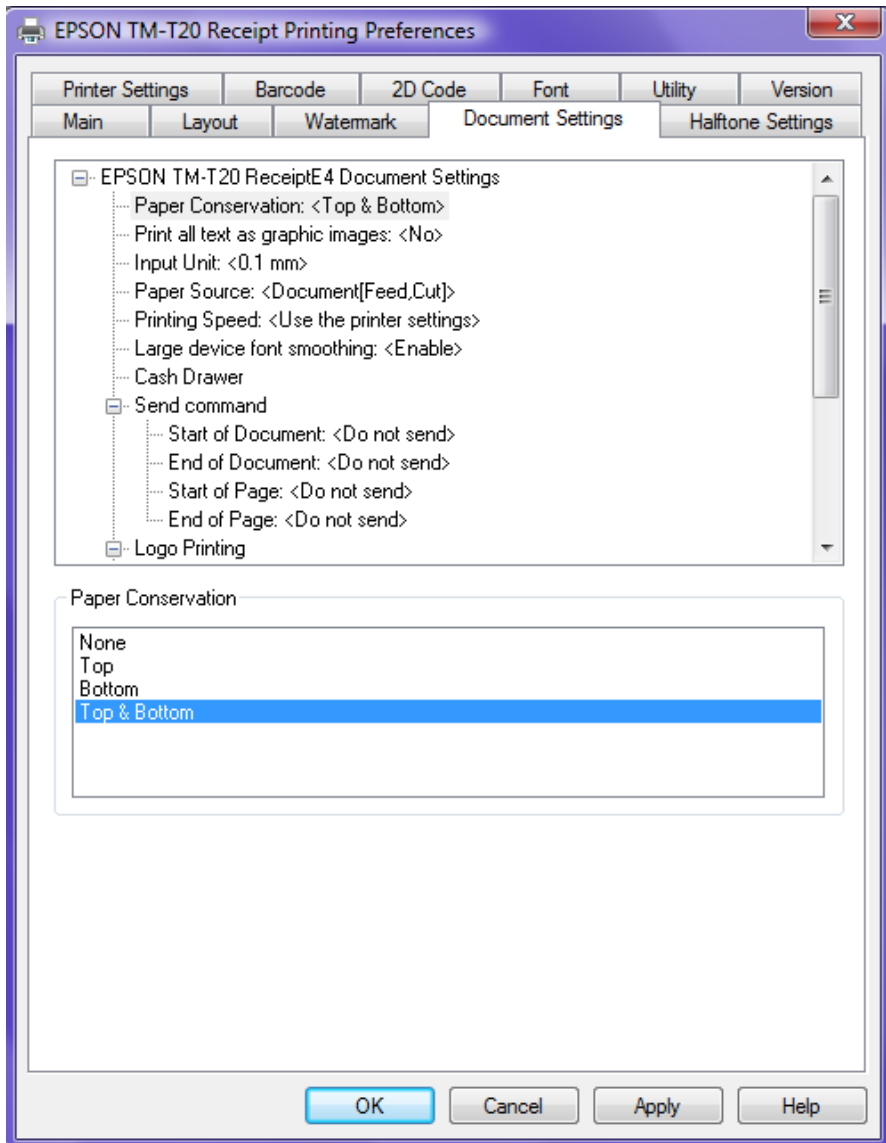 EPSON TM-T20 Receipt Printing Preferences
Printer Settings Barcode 2D Code Font Utility Version
Main Layout Watermark Document Settings Halftone Settings
EPSON TM-T20 ReceiptE4 Document Settings
Paper Conservation: <Top & Bottom>
Print all text as graphic images: <No>
Input Unit: <0.1 mm>
Paper Source: <Document[Feed,Cut]>
Printing Speed: <Use the printer settings>
Large device font smoothing: <Enable>
Cash Drawer
Send command
Start of Document: <Do not send>
End of Document: <Do not send>
Start of Page: <Do not send>
End of Page: <Do not send>
Logo Printing
Paper Conservation
None
Top
Bottom
Top & Bottom
OK Cancel Apply Help